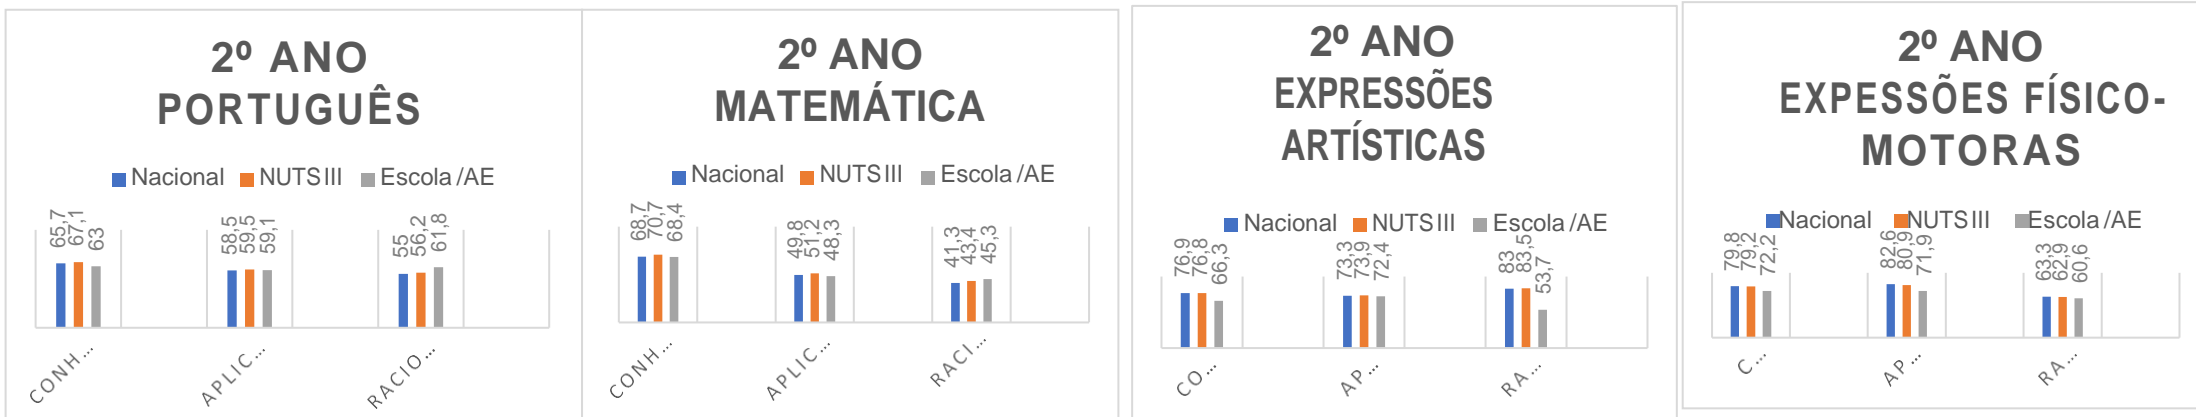 2º ANO
PORTUGUÊS
Nacional NUTS III Escola /AE
65,7 67,1 63 58,5 59,5 59,1 55 56,2 61,8
CONH... APLIC... RACIO...
2º ANO
MATEMÁTICA
Nacional NUTS III Escola /AE
68,7 70,7 68,4 49,8 51,2 48,3 41,3 43,4 45,3
CONH... APLIC... RACI...
2º ANO
EXPRESSÕES
ARTÍSTICAS
Nacional NUTS III Escola /AE
76,9 76,8 66,3 73,3 73,9 72,4 83 83,5 53,7
CO... AP... RA...
2º ANO
EXPESSÕES FÍSICO-
MOTORAS
Nacional NUTS III Escola /AE
79,8 79,2 72,2 82,6 80,9 71,9 63,3 62,9 60,6
C... AP... RA...